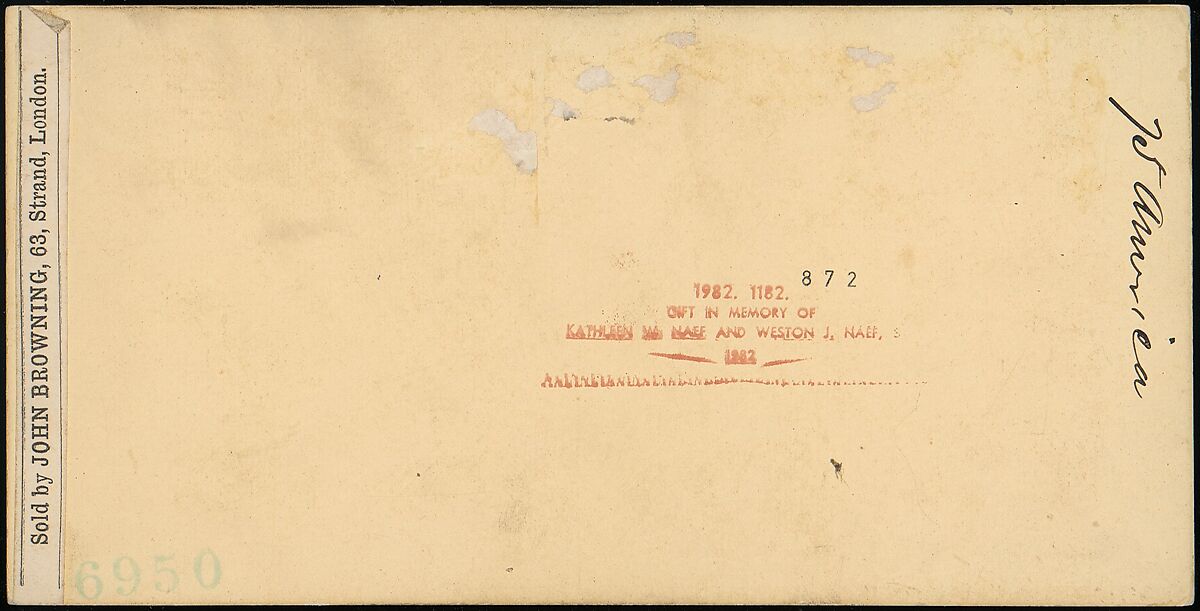 Sold by JOHN BROWNING, 63, Strand, London.
America
1982. 1182. 872
GIFT IN MEMORY OF
KATHLEEN W. NAEF AND WESTON J. NAEF, S
1982
6950